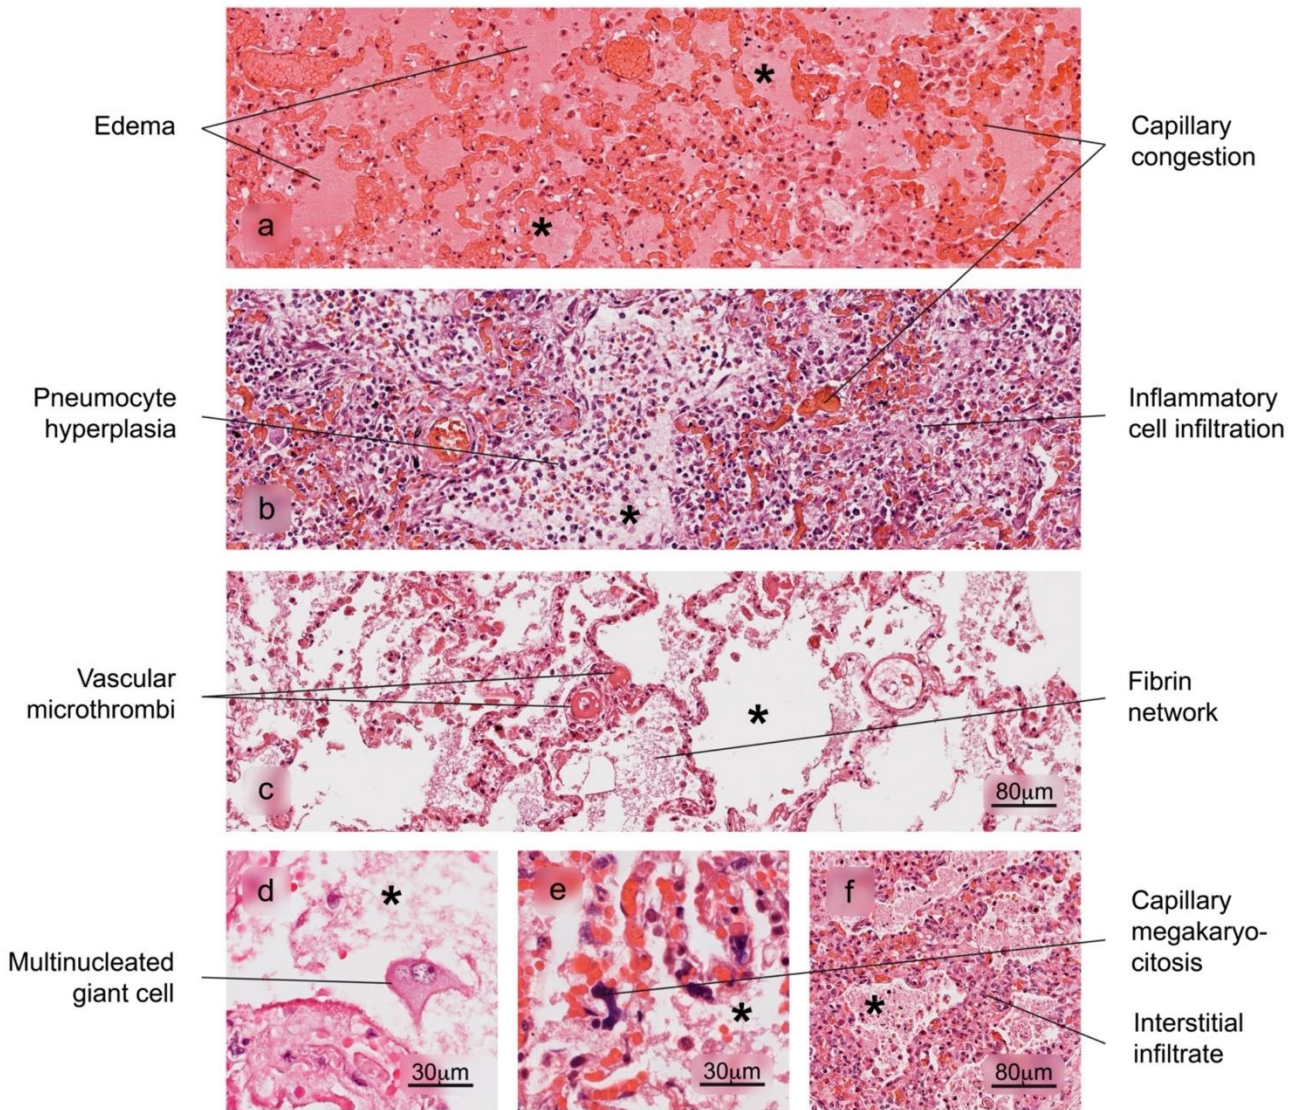 Edema
Capillary
congestion
a
Pneumocyte
hyperplasia
Inflammatory
cell infiltration
b
Vascular
microthrombi
Fibrin
network
c
80μm
d
e
f
Multinucleated
giant cell
Capillary
megakaryo-
citosis
Interstitial
infiltrate
30μm
30μm
80μm